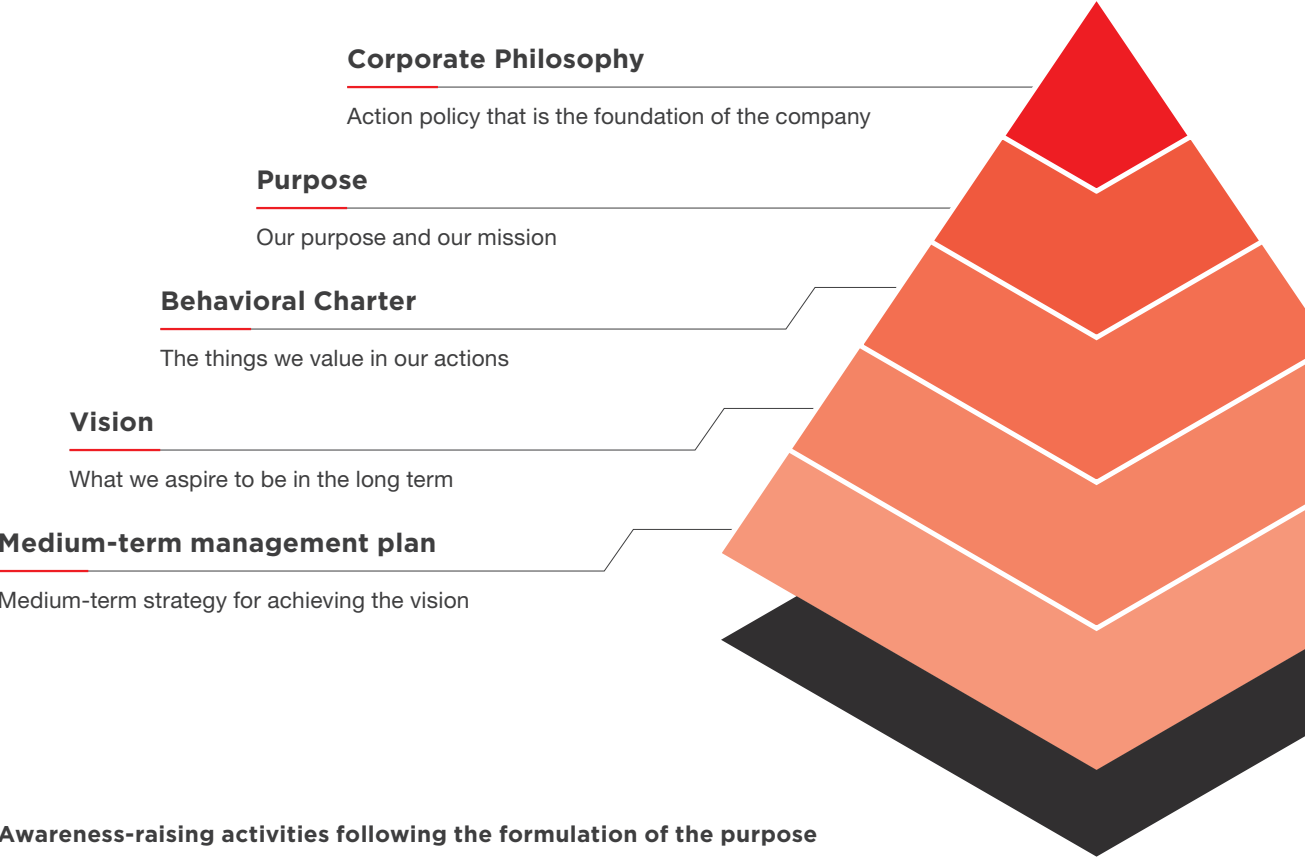 Corporate Philosophy
Action policy that is the foundation of the company
Purpose
Our purpose and our mission
Behavioral Charter
The things we value in our actions
Vision
What we aspire to be in the long term
Medium-term management plan
Medium-term strategy for achieving the vision
Awareness-raising activities following the formulation of the purpose